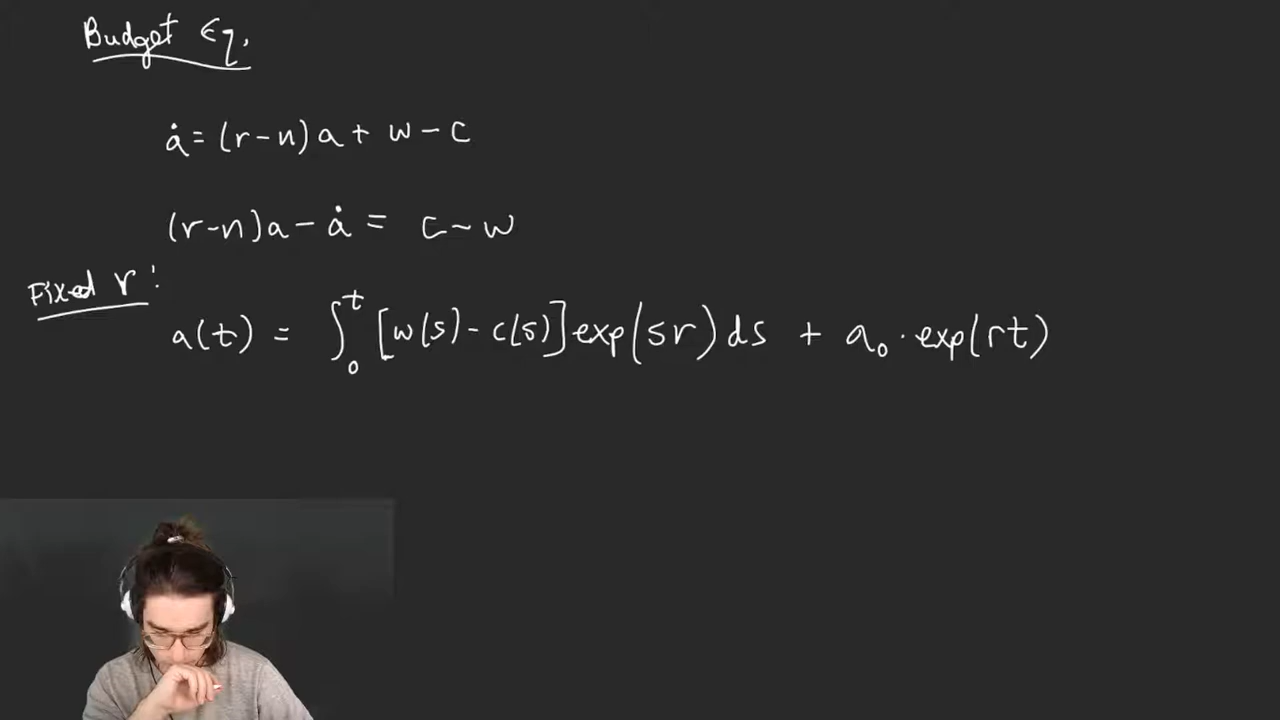 Budget Eq.
ȧ = (r-n)a + w - c
(r-n)a - ȧ = c - w
Fixed r:
a(t) = ∫₀ᵗ [w(s) - c(s)] exp(sr) ds + a₀ · exp(rt)